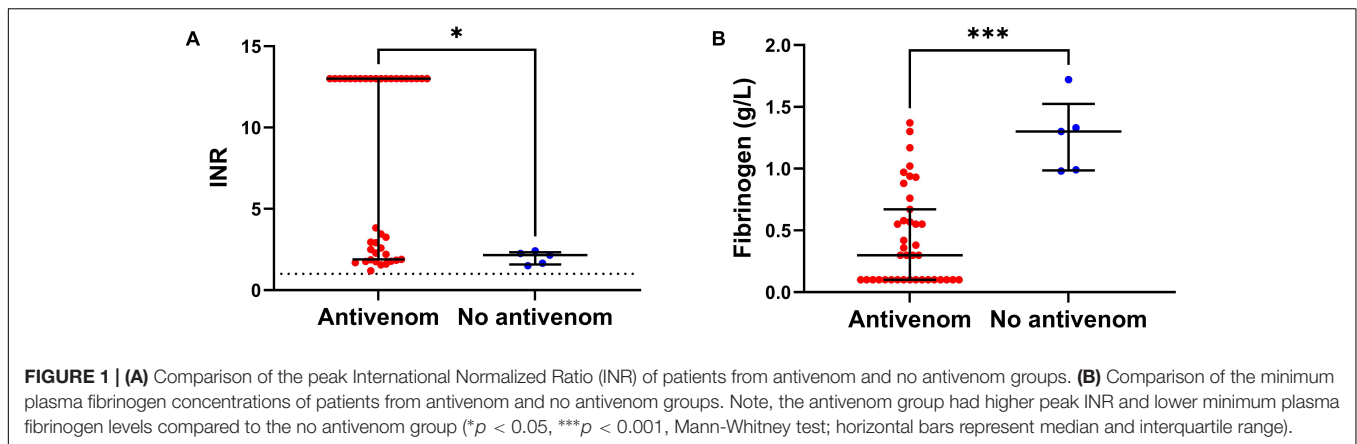 A
*
15
10
5
0
INR
Antivenom
No antivenom
B
***
2.0
1.5
1.0
0.5
0.0
Fibrinogen (g/L)
Antivenom
No antivenom
FIGURE 1 | (A) Comparison of the peak International Normalized Ratio (INR) of patients from antivenom and no antivenom groups. (B) Comparison of the minimum
plasma fibrinogen concentrations of patients from antivenom and no antivenom groups. Note, the antivenom group had higher peak INR and lower minimum plasma
fibrinogen levels compared to the no antivenom group (*p < 0.05, ***p < 0.001, Mann-Whitney test; horizontal bars represent median and interquartile range).